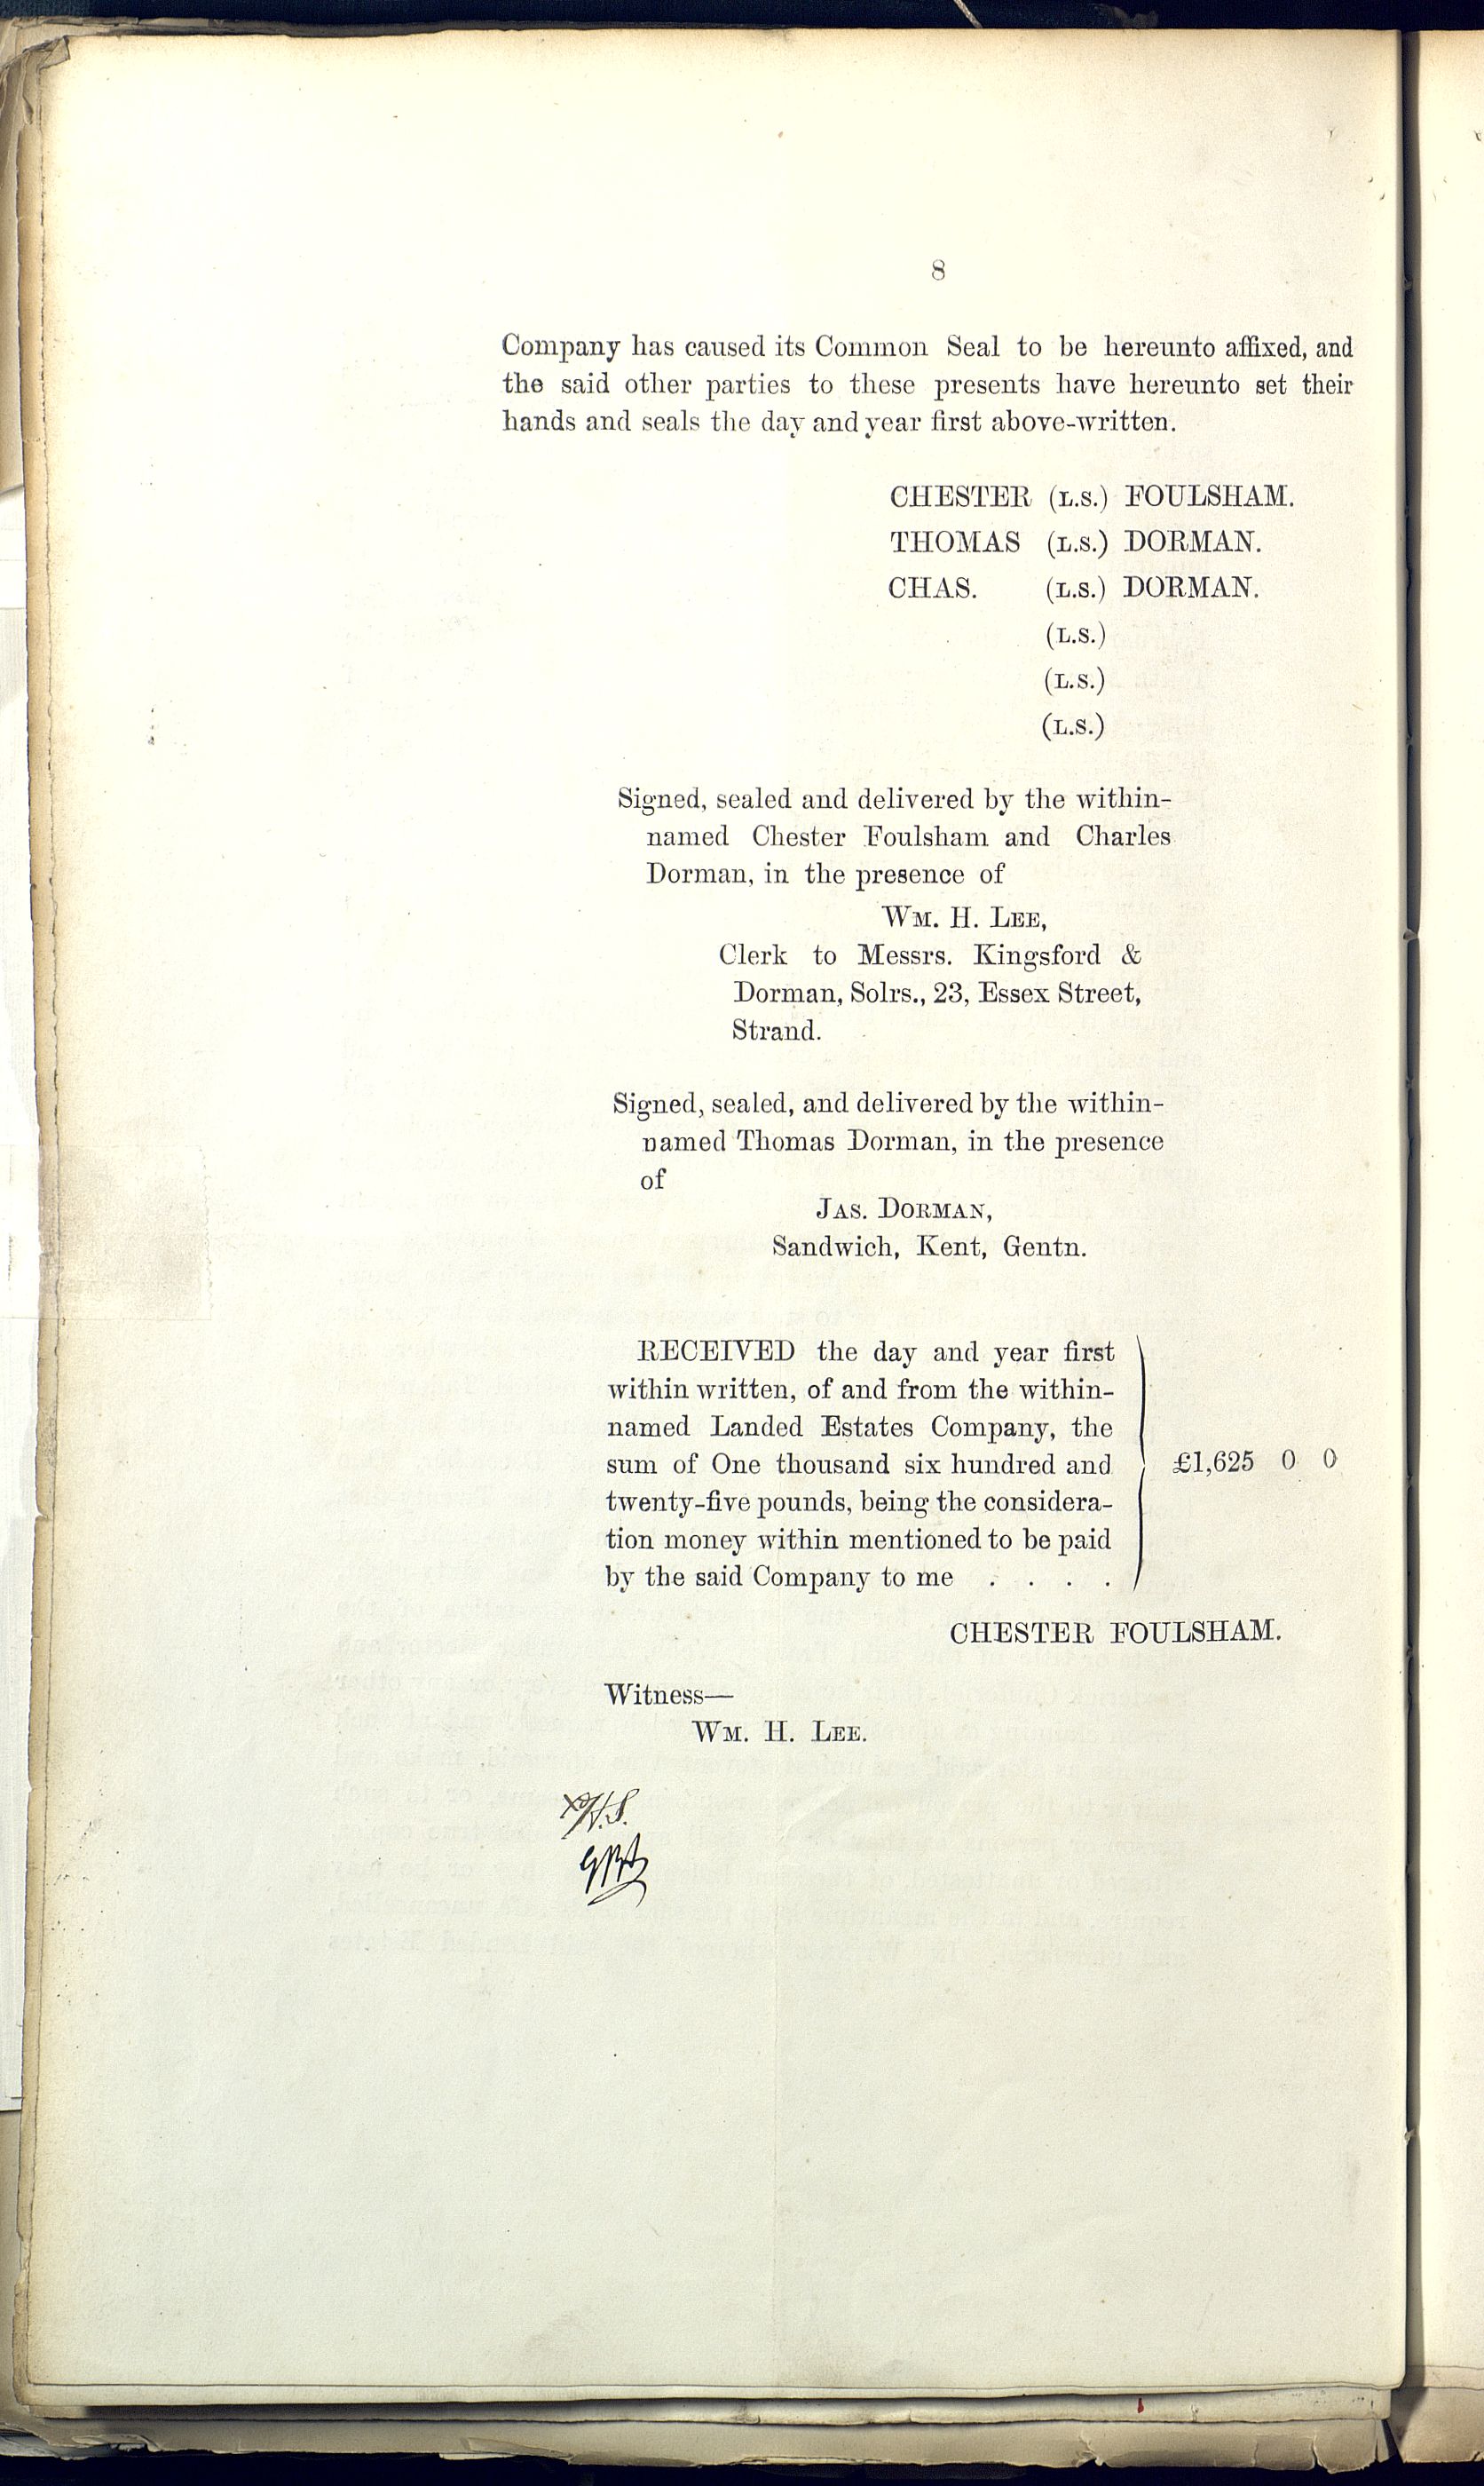 8
Company has caused its Common Seal to be hereunto affixed, and
the said other parties to these presents have hereunto set their
hands and seals the day and year first above-written.
CHESTER (L.S.) FOULSHAM.
THOMAS (L.S.) DORMAN.
CHAS. (L.S.) DORMAN.
(L.S.)
(L.S.)
(L.S.)
Signed, sealed and delivered by the within-
named Chester Foulsham and Charles
Dorman, in the presence of
WM. H. LEE,
Clerk to Messrs. Kingsford &
Dorman, Solrs., 23, Essex Street,
Strand.
Signed, sealed, and delivered by the within-
named Thomas Dorman, in the presence
of
JAS. DORMAN,
Sandwich, Kent, Gentn.
RECEIVED the day and year first
within written, of and from the within-
named Landed Estates Company, the
sum of One thousand six hundred and £1,625 0 0
twenty-five pounds, being the considera-
tion money within mentioned to be paid
by the said Company to me . . . .
CHESTER FOULSHAM.
Witness—
WM. H. LEE.